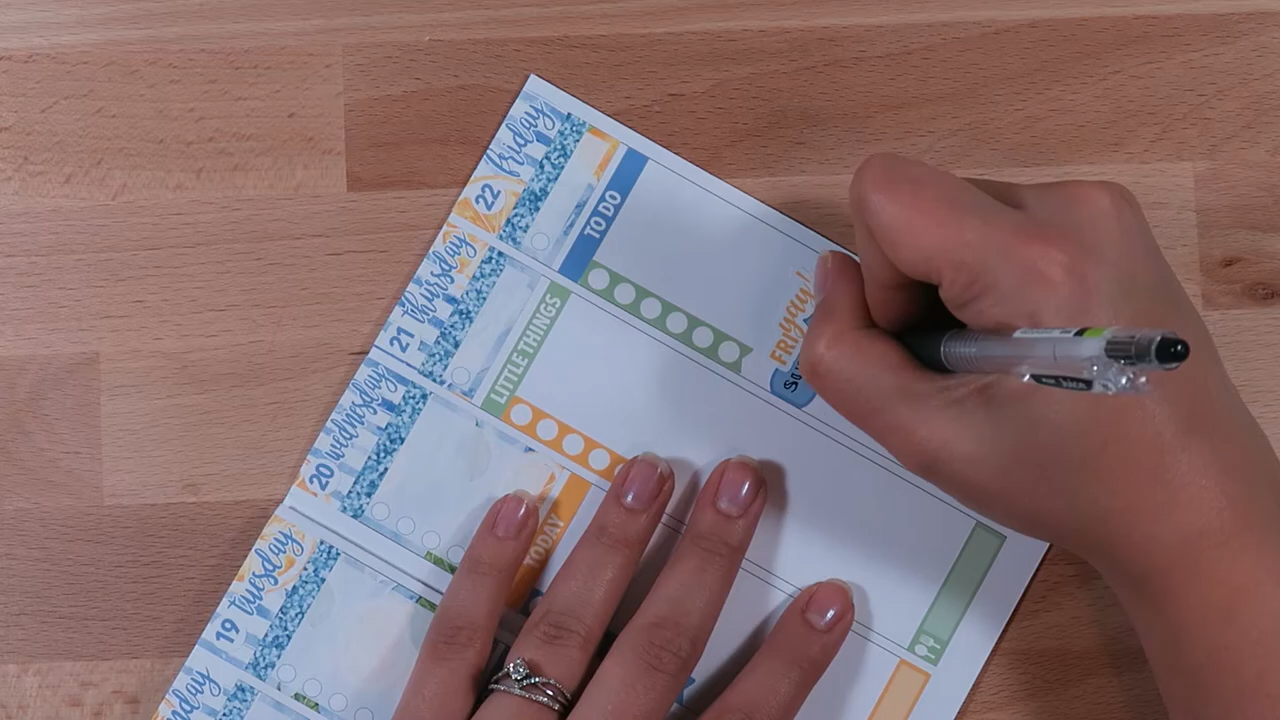 22 friday
TO DO
FRIyay!
21 thursday
LITTLE THINGS
20 wednesday
TODAY
19 tuesday